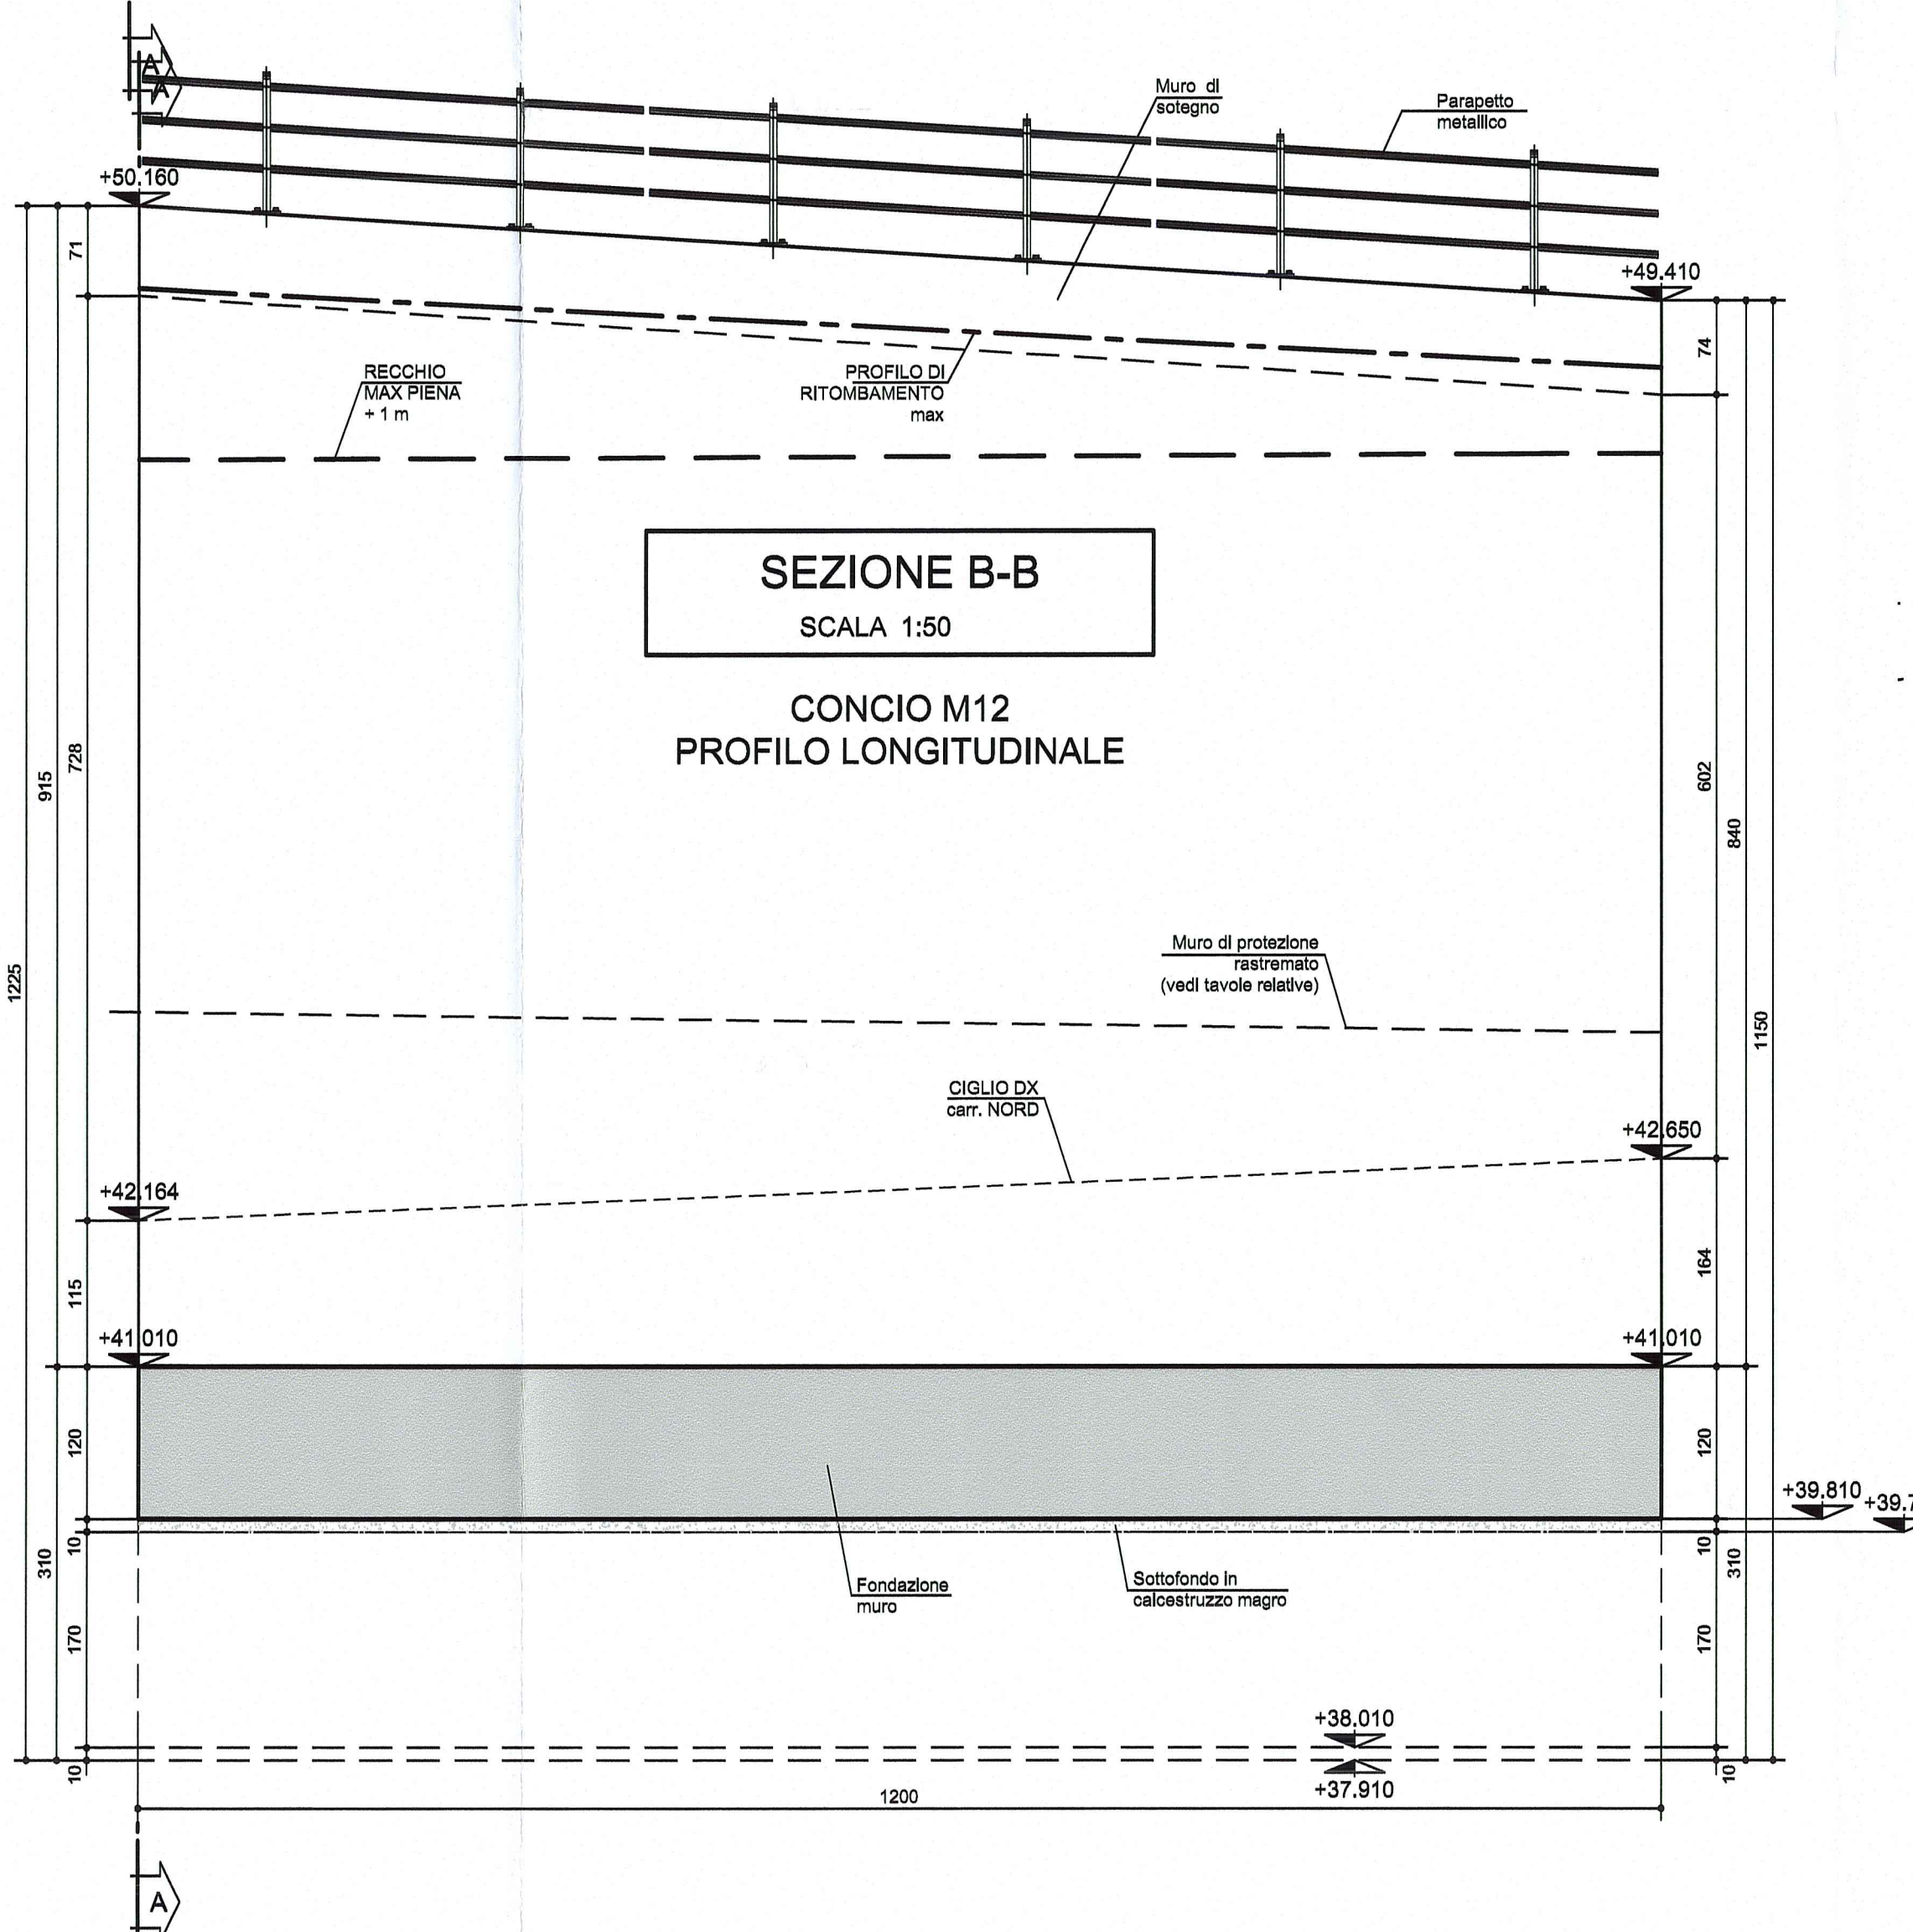 A
A
Muro di
sotegno
Parapetto
metallico
+50.160
+49.410
71
74
RECCHIO
MAX PIENA
+ 1 m
PROFILO DI
RITOMBAMENTO
max
SEZIONE B-B
SCALA 1:50
CONCIO M12
PROFILO LONGITUDINALE
728
915
1225
602
840
1150
Muro di protezione
rastremato
(vedi tavole relative)
CIGLIO DX
carr. NORD
+42.650
+42.164
115
164
+41.010
+41.010
120
120
+39.810
+39.7
10
10
310
310
Fondazione
muro
Sottofondo in
calcestruzzo magro
170
170
+38.010
+37.910
10
10
1200
A